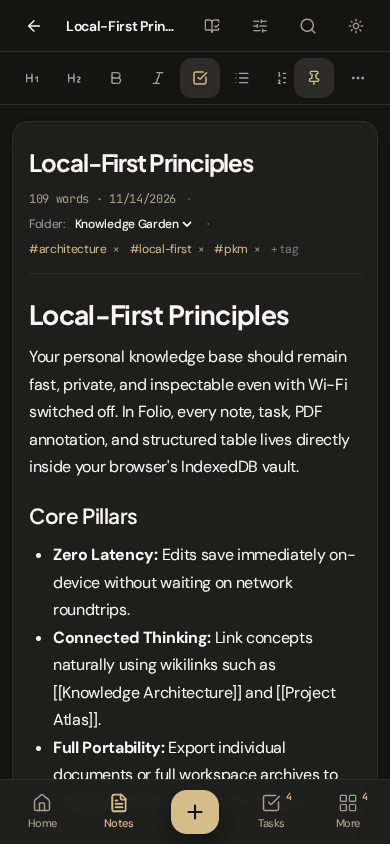 Local-First Prin...
H1 H2 B I
Local-First Principles
109 words · 11/14/2026 ·
Folder: Knowledge Garden ·
#architecture × #local-first × #pkm × + tag
Local-First Principles
Your personal knowledge base should remain
fast, private, and inspectable even with Wi-Fi
switched off. In Folio, every note, task, PDF
annotation, and structured table lives directly
inside your browser's IndexedDB vault.
Core Pillars
• Zero Latency: Edits save immediately on-
device without waiting on network
roundtrips.
• Connected Thinking: Link concepts
naturally using wikilinks such as
[[Knowledge Architecture]] and [[Project
Atlas]].
• Full Portability: Export individual
documents or full workspace archives to
4 4
Home Notes + Tasks More